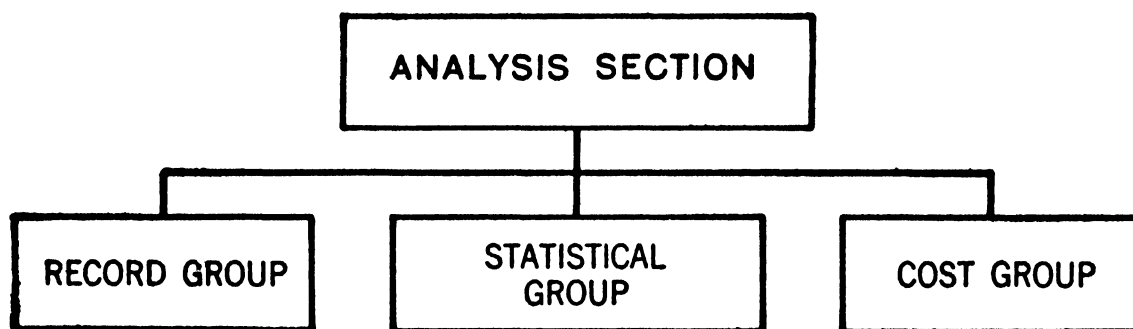 ANALYSIS SECTION
RECORD GROUP
STATISTICAL
GROUP
COST GROUP